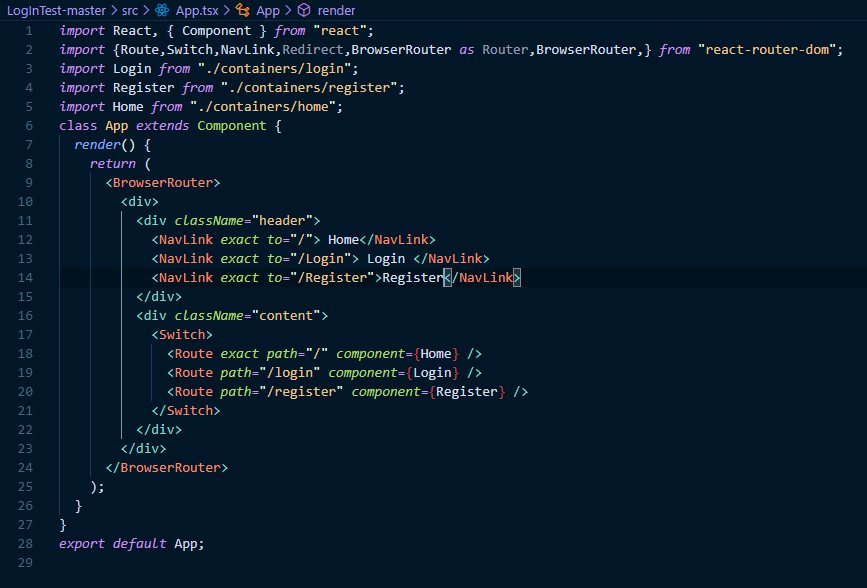 LogInTest-master > src > App.tsx > App > render
1 import React, { Component } from "react";
2 import {Route,Switch,NavLink,Redirect,BrowserRouter as Router,BrowserRouter,} from "react-router-dom";
3 import Login from "./containers/login";
4 import Register from "./containers/register";
5 import Home from "./containers/home";
6 class App extends Component {
7   render() {
8     return (
9       <BrowserRouter>
10         <div>
11           <div className="header">
12             <NavLink exact to="/"> Home</NavLink>
13             <NavLink exact to="/Login"> Login </NavLink>
14             <NavLink exact to="/Register">Register</NavLink>
15           </div>
16           <div className="content">
17             <Switch>
18               <Route exact path="/" component={Home} />
19               <Route path="/login" component={Login} />
20               <Route path="/register" component={Register} />
21             </Switch>
22           </div>
23         </div>
24       </BrowserRouter>
25     );
26   }
27 }
28 export default App;
29